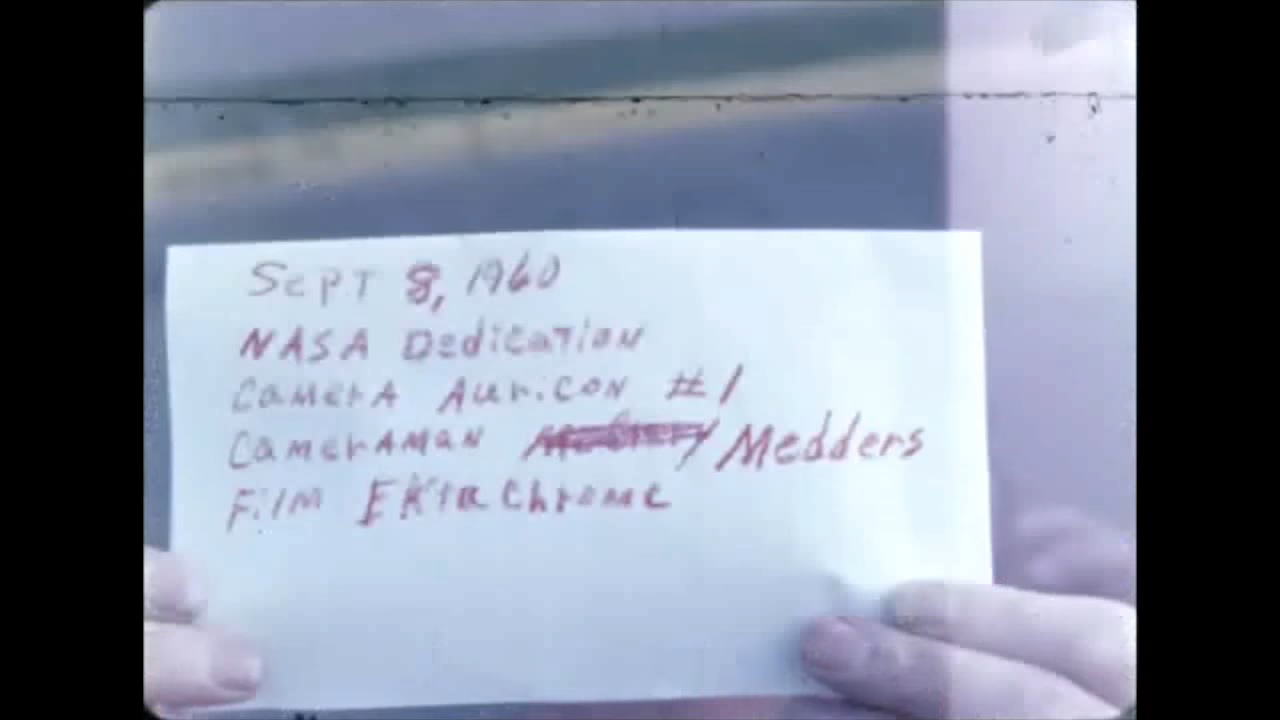 Sept 8, 1960
NASA Dedication
Camera Auricon #1
Cameraman Medders
Film Ektachrome